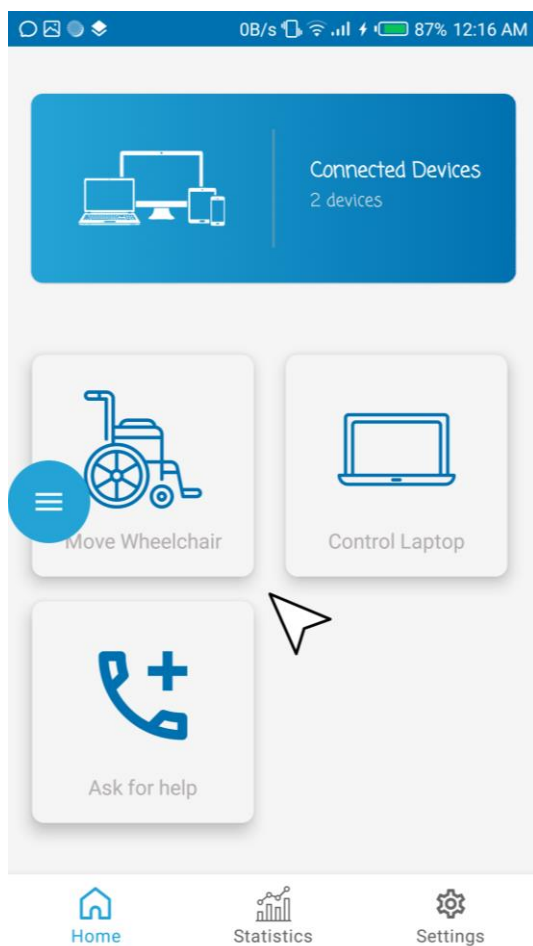 0B/s 87% 12:16 AM
Connected Devices
2 devices
Move Wheelchair
Control Laptop
Ask for help
Home
Statistics
Settings